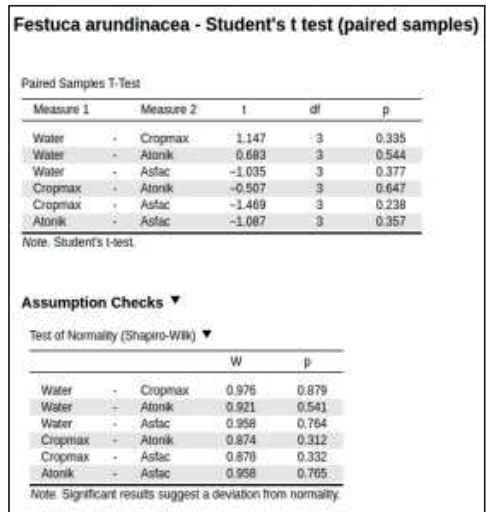 Festuca arundinacea - Student's t test (paired samples)
Paired Samples T-Test
Measure 1 Measure 2 t df p
Water - Cropmax 1.147 3 0.335
Water - Atonik 0.683 3 0.544
Water - Asfac −1.035 3 0.377
Cropmax - Atonik −0.507 3 0.647
Cropmax - Asfac −1.469 3 0.238
Atonik - Asfac −1.087 3 0.357
Note. Student's t-test.
Assumption Checks ▼
Test of Normality (Shapiro-Wilk) ▼
W p
Water - Cropmax 0.976 0.879
Water - Atonik 0.921 0.541
Water - Asfac 0.958 0.764
Cropmax - Atonik 0.874 0.312
Cropmax - Asfac 0.878 0.332
Atonik - Asfac 0.958 0.765
Note. Significant results suggest a deviation from normality.